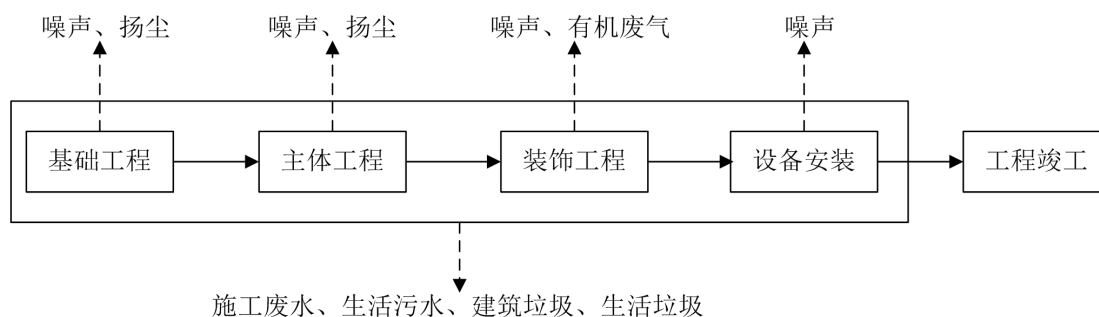 噪声、扬尘 噪声、扬尘 噪声、有机废气 噪声
基础工程 主体工程 装饰工程 设备安装 工程竣工
施工废水、生活污水、建筑垃圾、生活垃圾